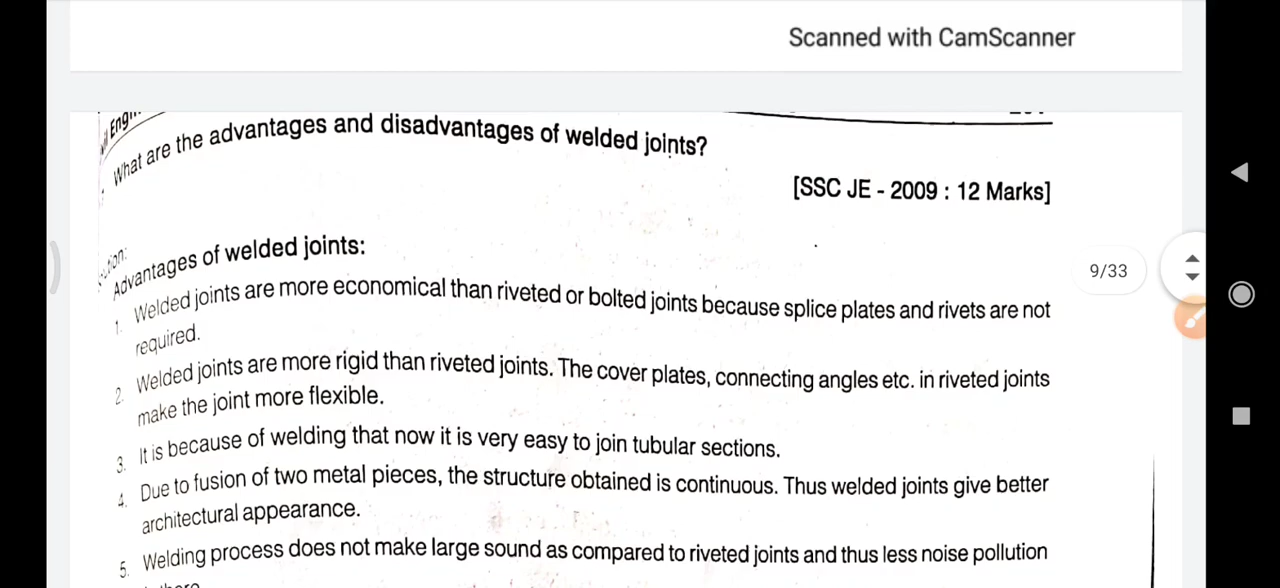 Scanned with CamScanner
What are the advantages and disadvantages of welded joints?
[SSC JE - 2009 : 12 Marks]
Advantages of welded joints:
1. Welded joints are more economical than riveted or bolted joints because splice plates and rivets are not
required.
9/33
2. Welded joints are more rigid than riveted joints. The cover plates, connecting angles etc. in riveted joints
make the joint more flexible.
3. It is because of welding that now it is very easy to join tubular sections.
4. Due to fusion of two metal pieces, the structure obtained is continuous. Thus welded joints give better
architectural appearance.
5. Welding process does not make large sound as compared to riveted joints and thus less noise pollution